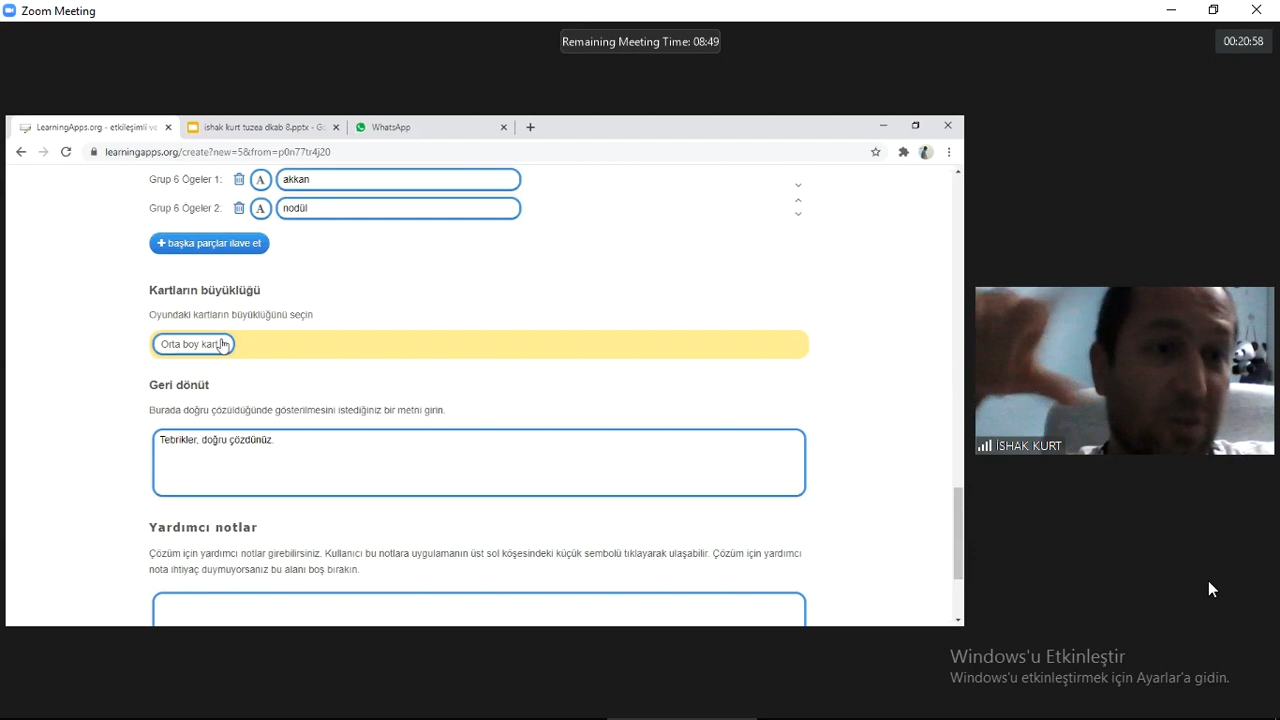 Zoom Meeting
Remaining Meeting Time: 08:49
00:20:58
LearningApps.org - etkileşimli ve
ishak kurt tuzea dkab 8.pptx - Go
WhatsApp
learningapps.org/create?new=5&from=p0n77tr4j20
Grup 6 Ögeler 1: A akkan
Grup 6 Ögeler 2: A nodül
+ başka parçlar ilave et
Kartların büyüklüğü
Oyundaki kartların büyüklüğünü seçin
Orta boy kart
Geri dönüt
Burada doğru çözüldüğünde gösterilmesini istediğiniz bir metni girin.
Tebrikler, doğru çözdünüz.
Yardımcı notlar
Çözüm için yardımcı notlar girebilirsiniz. Kullanıcı bu notlara uygulamanın üst sol köşesindeki küçük sembolü tıklayarak ulaşabilir. Çözüm için yardımcı
nota ihtiyaç duymuyorsanız bu alanı boş bırakın.
İSHAK KURT
Windows'u Etkinleştir
Windows'u etkinleştirmek için Ayarlar'a gidin.